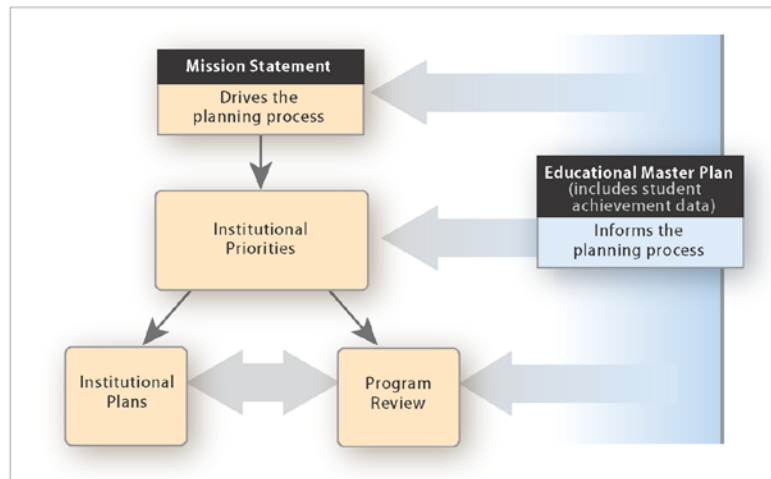 Mission Statement
Drives the
planning process
Educational Master Plan
(includes student
achievement data)
Informs the
planning process
Institutional
Priorities
Institutional
Plans
Program
Review